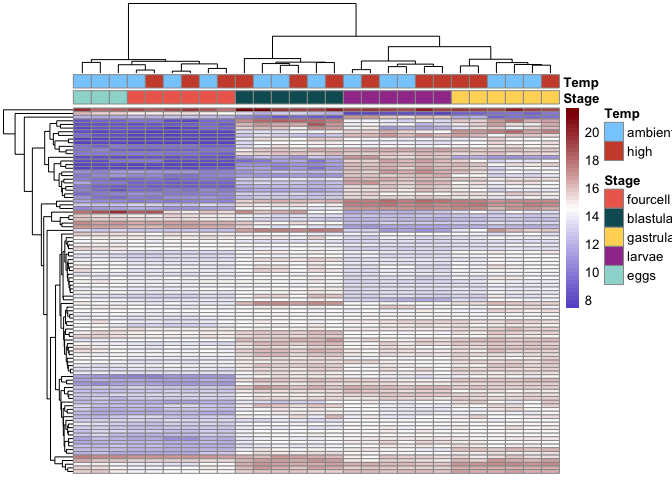 Temp
Stage
20
18
16
14
12
10
8
Temp
ambient
high
Stage
fourcell
blastula
gastrula
larvae
eggs